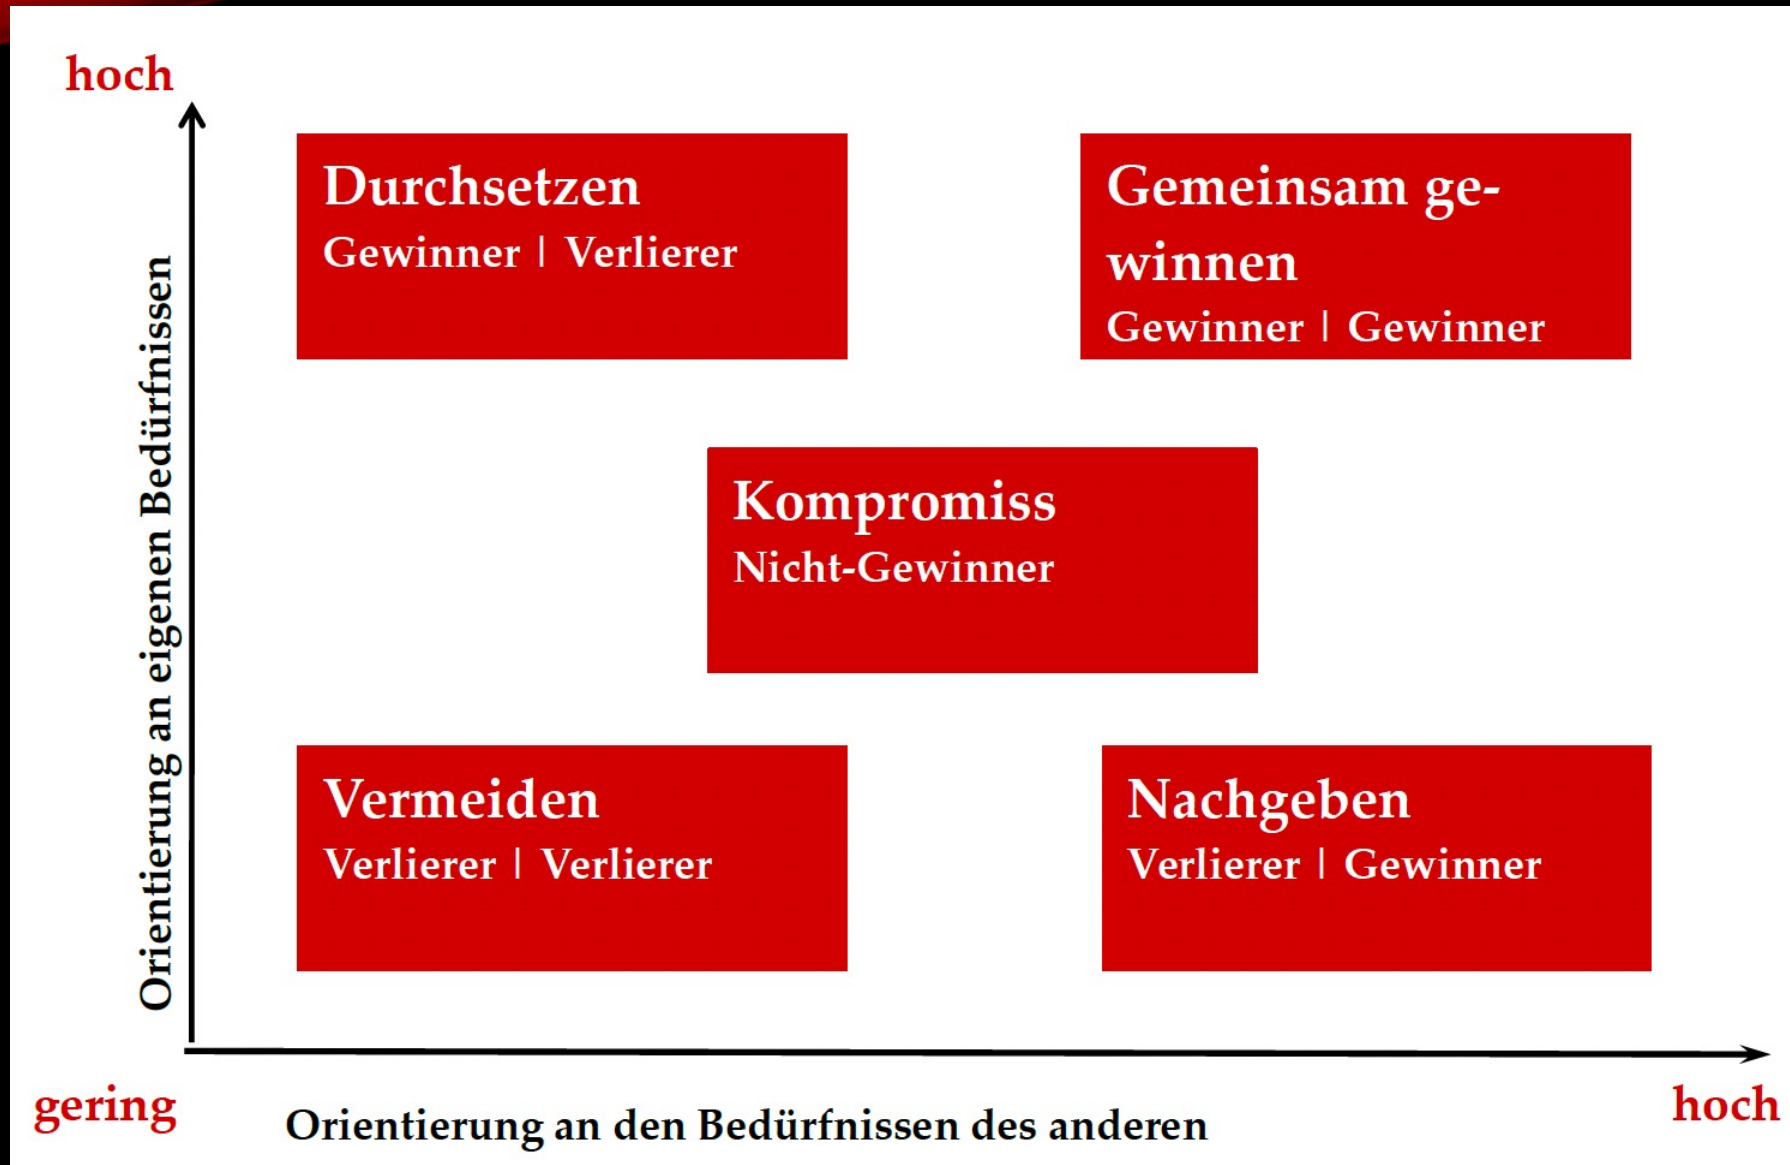 hoch
Durchsetzen
Gewinner | Verlierer
Gemeinsam ge-
winnen
Gewinner | Gewinner
Orientierung an eigenen Bedürfnissen
Kompromiss
Nicht-Gewinner
Vermeiden
Verlierer | Verlierer
Nachgeben
Verlierer | Gewinner
gering
Orientierung an den Bedürfnissen des anderen
hoch